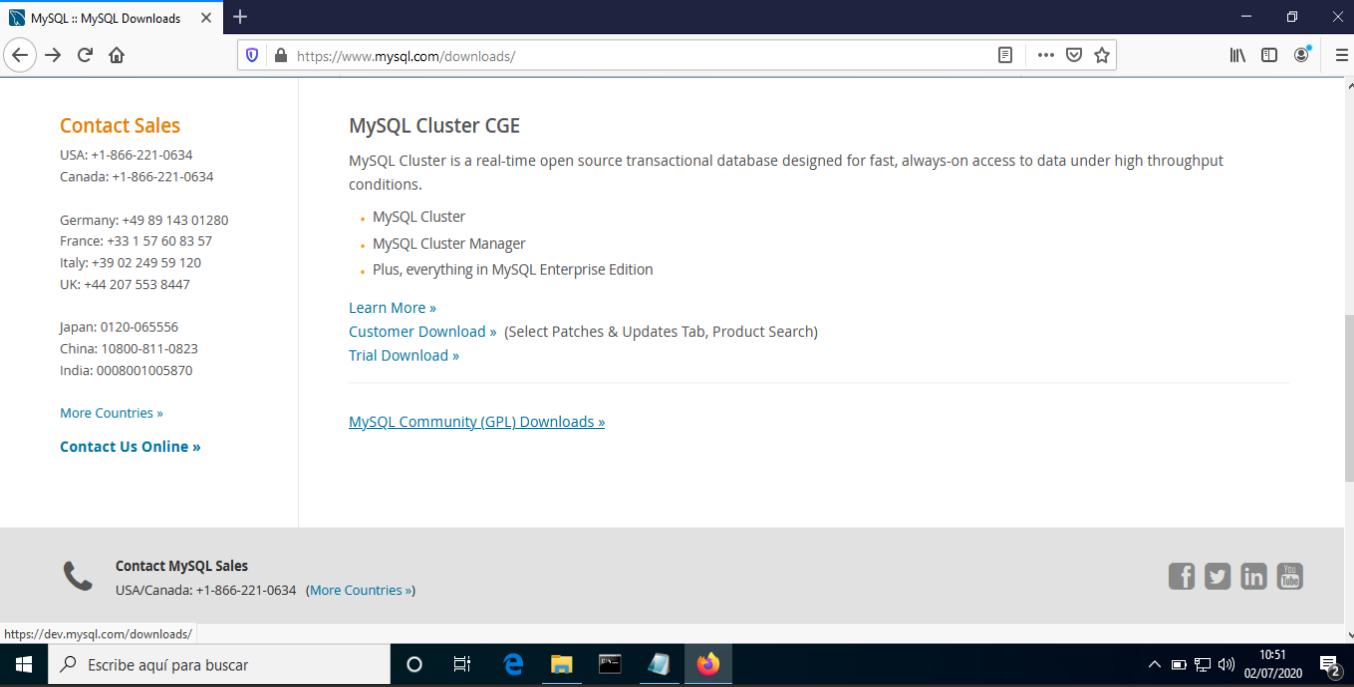 MySQL :: MySQL Downloads
https://www.mysql.com/downloads/
Contact Sales
USA: +1-866-221-0634
Canada: +1-866-221-0634
Germany: +49 89 143 01280
France: +33 1 57 60 83 57
Italy: +39 02 249 59 120
UK: +44 207 553 8447
Japan: 0120-065556
China: 10800-811-0823
India: 0008001005870
More Countries »
Contact Us Online »
MySQL Cluster CGE
MySQL Cluster is a real-time open source transactional database designed for fast, always-on access to data under high throughput
conditions.
• MySQL Cluster
• MySQL Cluster Manager
• Plus, everything in MySQL Enterprise Edition
Learn More »
Customer Download » (Select Patches & Updates Tab, Product Search)
Trial Download »
MySQL Community (GPL) Downloads »
Contact MySQL Sales
USA/Canada: +1-866-221-0634 (More Countries »)
You
Tube
https://dev.mysql.com/downloads/
Escribe aquí para buscar
10:51
02/07/2020
2